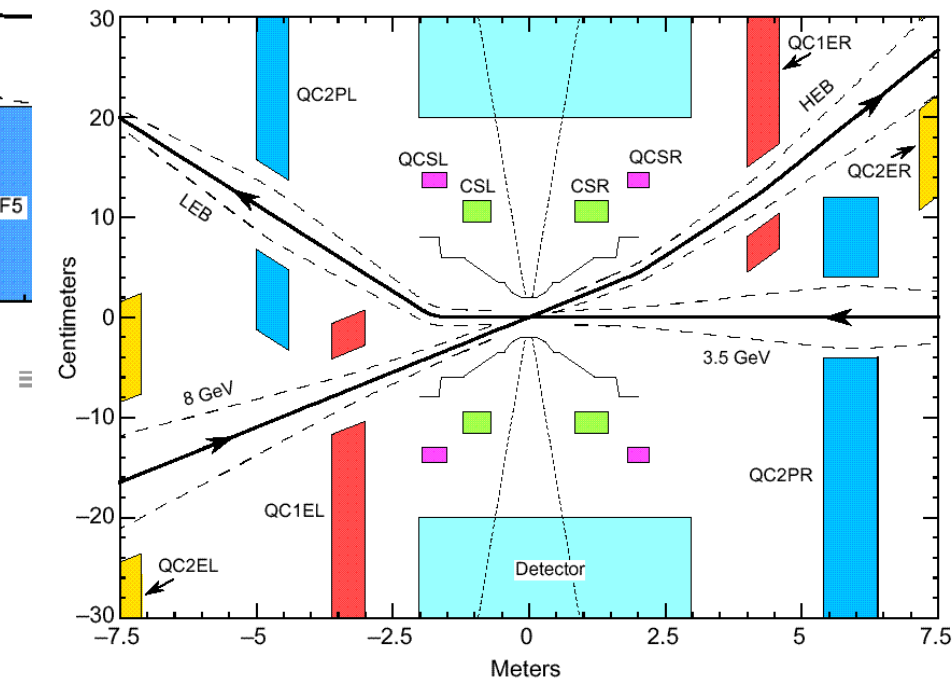 30
20
10
0
–10
–20
–30
Centimeters
–7.5
–5
–2.5
0
2.5
5
7.5
Meters
F5
QC2PL
QCSL
CSL
QCSR
CSR
QC1ER
HEB
QC2ER
LEB
8 GeV
3.5 GeV
QC1EL
QC2EL
QC2PR
Detector